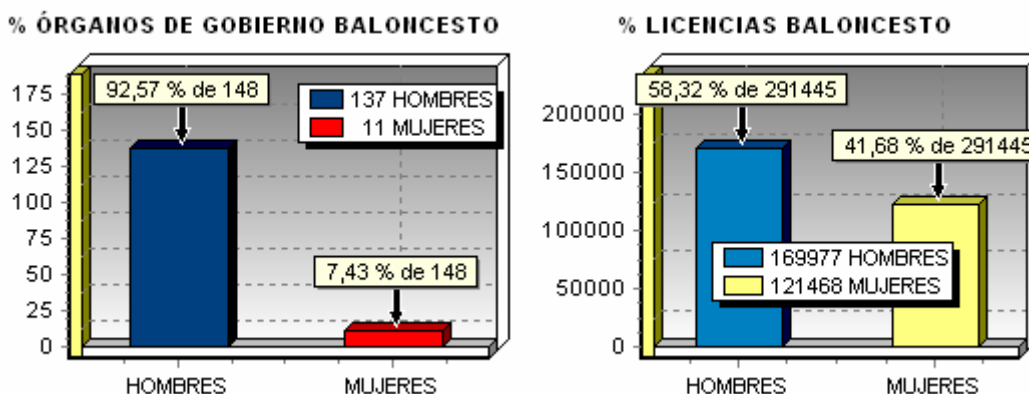 % ÓRGANOS DE GOBIERNO BALONCESTO
175
150
125
100
75
50
25
0
92,57 % de 148
137 HOMBRES
11 MUJERES
7,43 % de 148
HOMBRES
MUJERES
% LICENCIAS BALONCESTO
200000
150000
100000
50000
0
58,32 % de 291445
41,68 % de 291445
169977 HOMBRES
121468 MUJERES
HOMBRES
MUJERES